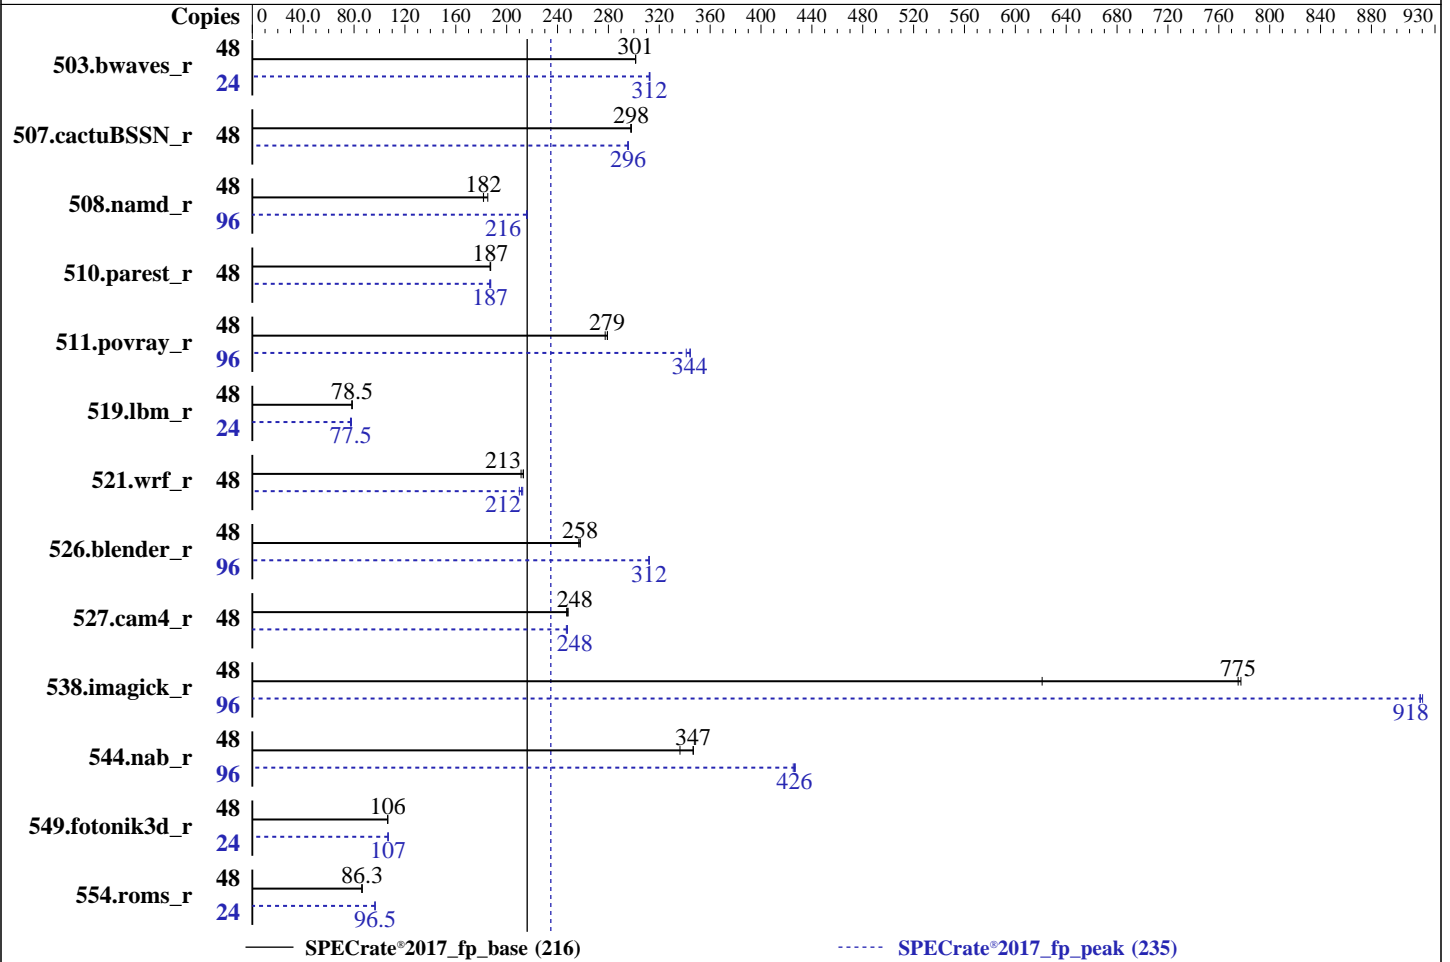 Copies 0 40.0 80.0 120 160 200 240 280 320 360 400 440 480 520 560 600 640 680 720 760 800 840 880 930
503.bwaves_r 48 301
24 312
507.cactuBSSN_r 48 298
296
508.namd_r 48 182
96 216
510.parest_r 48 187
187
511.povray_r 48 279
96 344
519.lbm_r 48 78.5
24 77.5
521.wrf_r 48 213
212
526.blender_r 48 258
96 312
527.cam4_r 48 248
248
538.imagick_r 48 775
96 918
544.nab_r 48 347
96 426
549.fotonik3d_r 48 106
24 107
554.roms_r 48 86.3
24 96.5
SPECrate®2017_fp_base (216) SPECrate®2017_fp_peak (235)